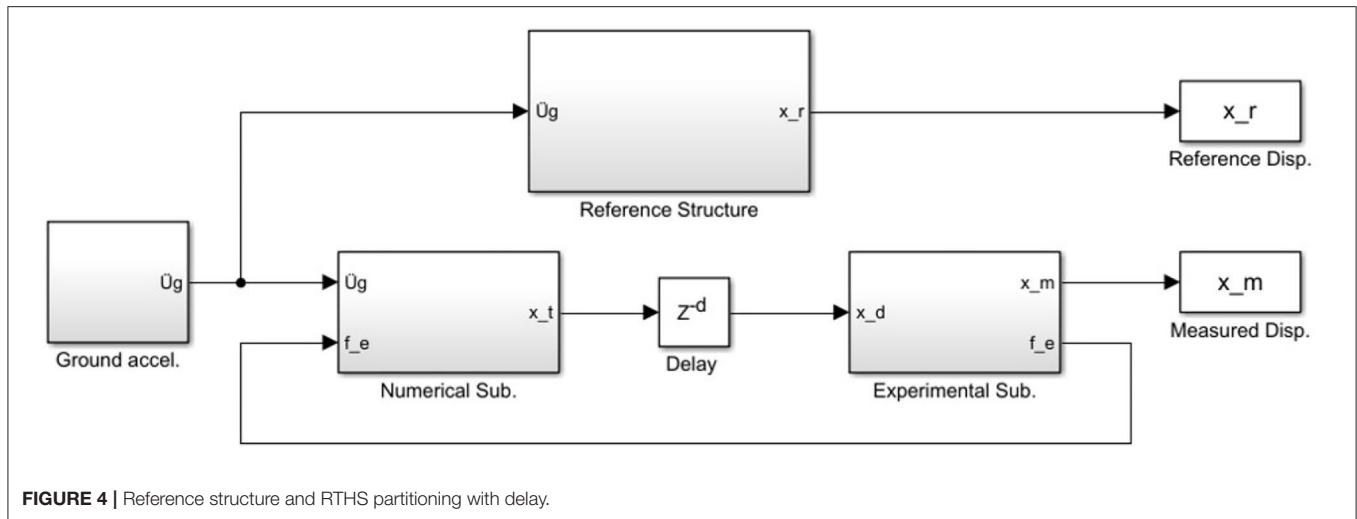 Üg
x_r
x_r
Reference Structure
Reference Disp.
Üg
Ground accel.
Üg
f_e
x_t
Numerical Sub.
Z-d
Delay
x_d
x_m
f_e
Experimental Sub.
x_m
Measured Disp.
FIGURE 4 | Reference structure and RTHS partitioning with delay.